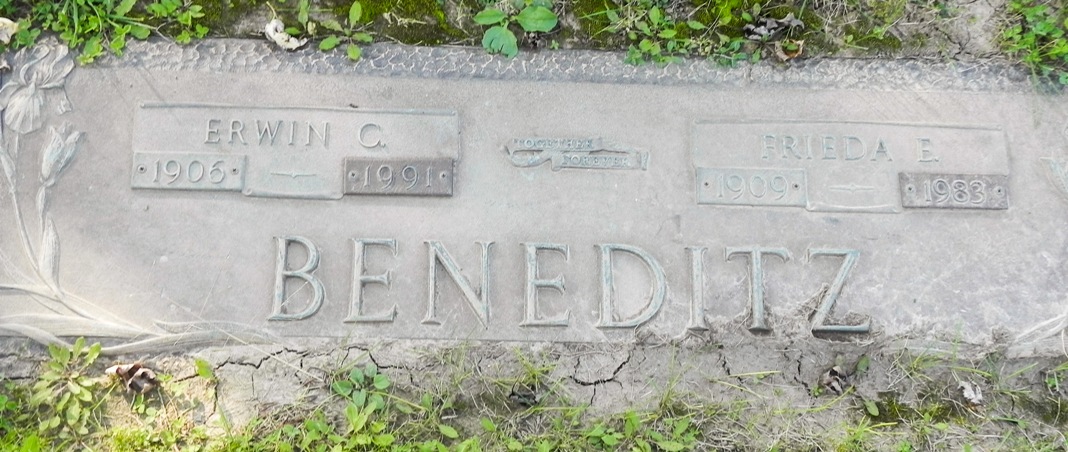 ERWIN C.
1906 — 1991
TOGETHER
FOREVER
FRIEDA E.
1909 — 1983
BENEDITZ